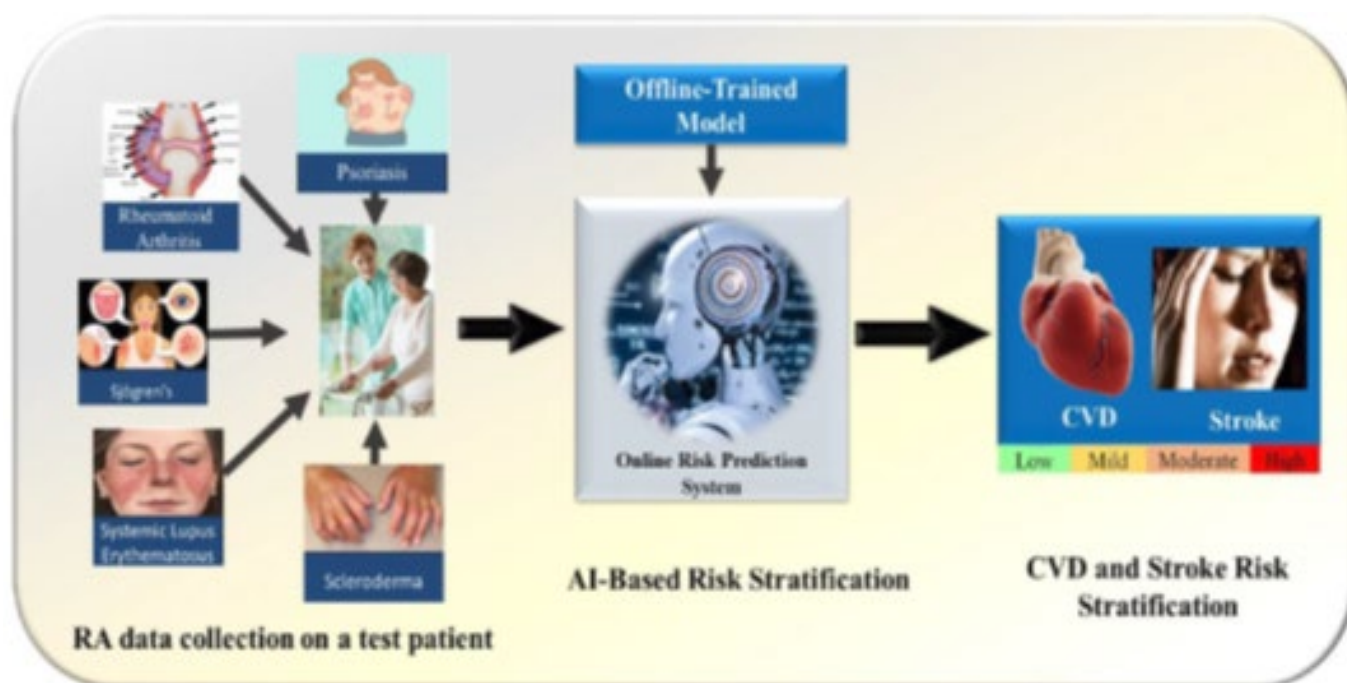 Psoriasis
Rheumatoid
Arthritis
Sjögren's
Systemic Lupus
Erythematosus
Scleroderma
RA data collection on a test patient
Offline-Trained
Model
Online Risk Prediction
System
AI-Based Risk Stratification
CVD
Stroke
Low
Mild
Moderate
High
CVD and Stroke Risk
Stratification